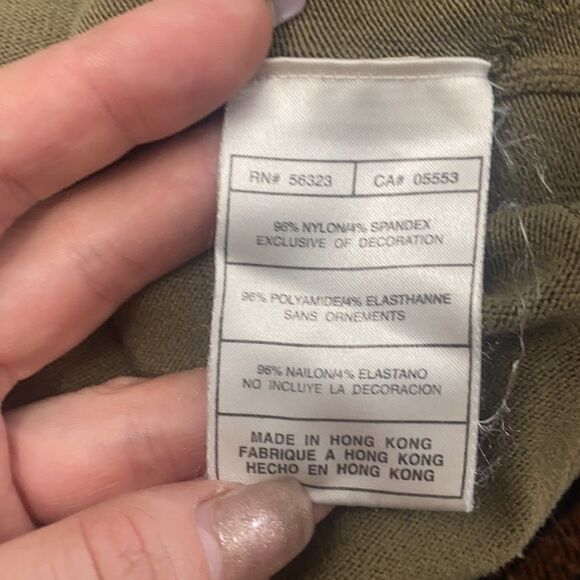 RN# 56323 CA# 05553
96% NYLON/4% SPANDEX
EXCLUSIVE OF DECORATION
96% POLYAMIDE/4% ELASTHANNE
SANS ORNEMENTS
96% NAILON/4% ELASTANO
NO INCLUYE LA DECORACION
MADE IN HONG KONG
FABRIQUE A HONG KONG
HECHO EN HONG KONG